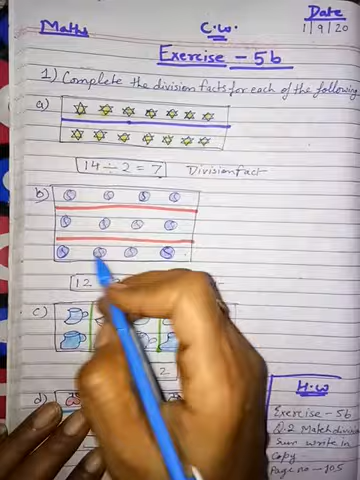 Date
Maths
C.W.
1/9/20
Exercise - 5b
1) Complete the division facts for each of the following
a)
14 ÷ 2 = 7 Division fact
b)
12
c)
2
H.W
d)
Exercise - 5b
Q.2 Match
Sum write in
copy.
Page no - 105